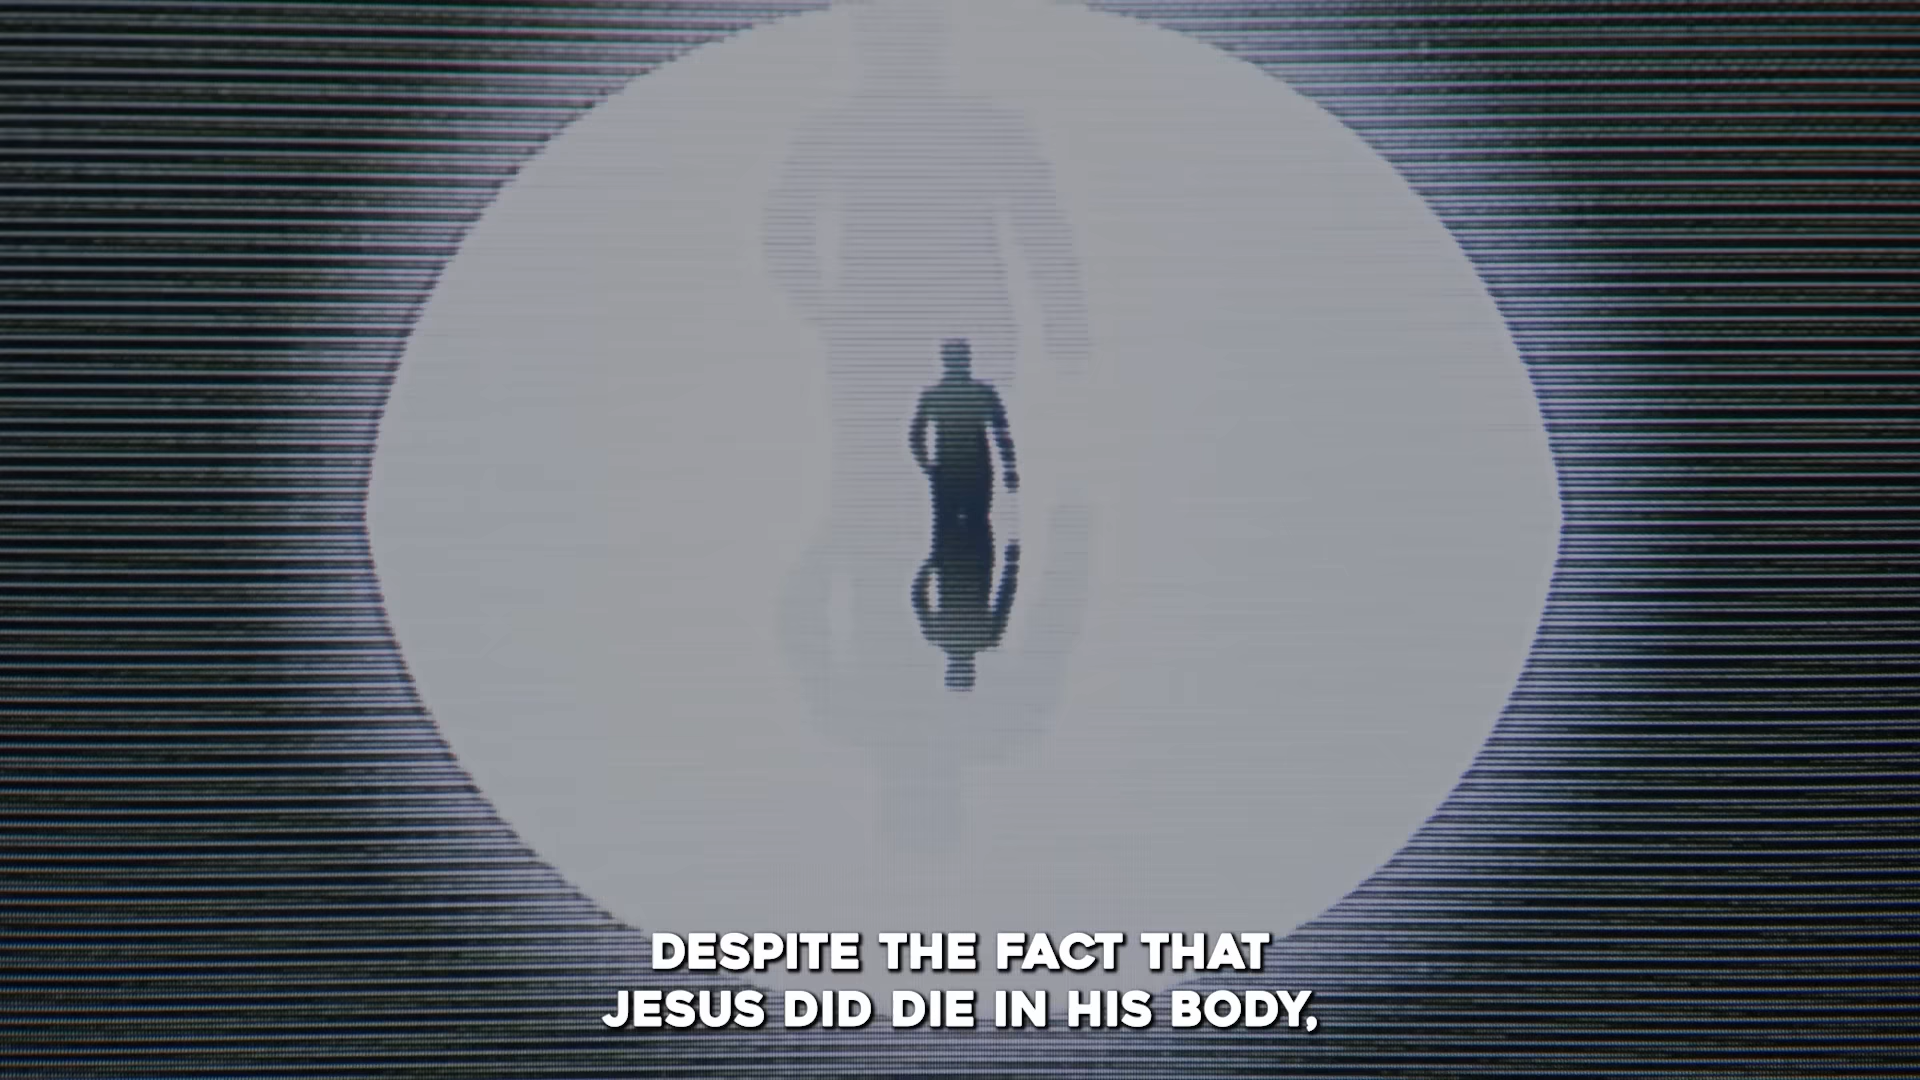 DESPITE THE FACT THAT
JESUS DID DIE IN HIS BODY,